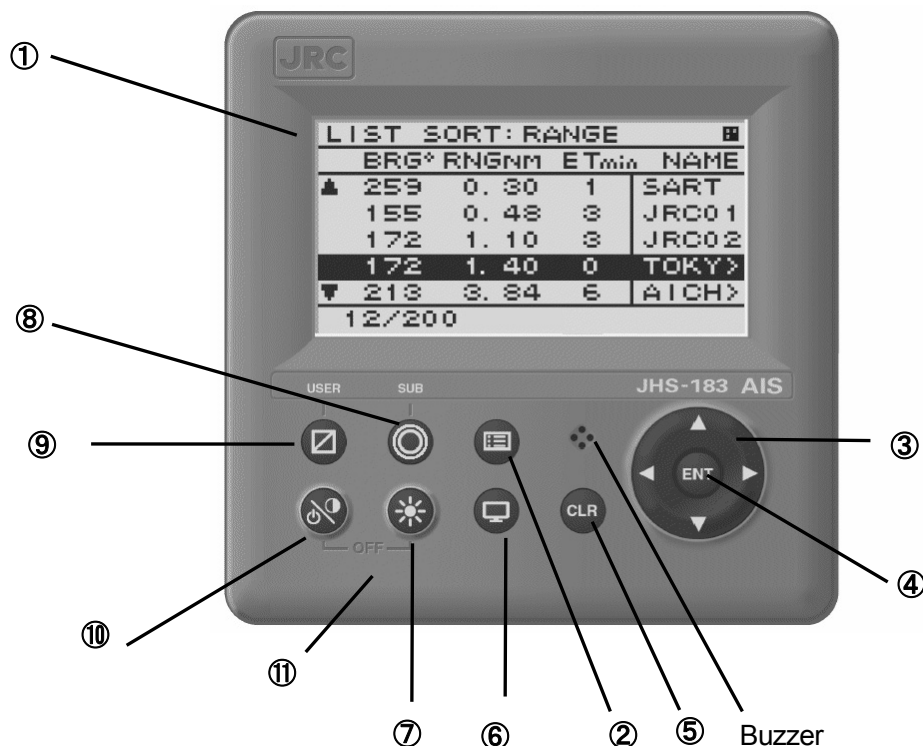 ①
JRC
LIST SORT: RANGE
BRG° RNGNM ETmin NAME
▲ 259 0. 30 1 SART
155 0. 48 3 JRC01
172 1. 10 3 JRC02
172 1. 40 0 TOKY>
▼ 213 3. 84 6 AICH>
12/200
JHS-183 AIS
USER SUB
⑧
⑨
③
ENT
CLR
OFF
④
⑩
⑪
⑦
⑥
②
⑤
Buzzer